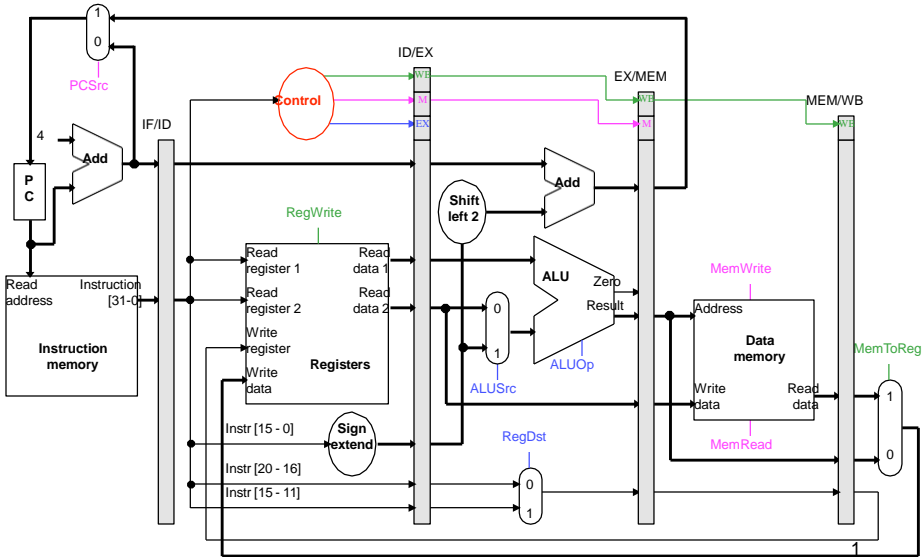 1
0
PCSrc
ID/EX
WB
M
EX
Control
EX/MEM
WB
M
MEM/WB
WB
IF/ID
4
Add
P
C
Add
Shift
left 2
RegWrite
Read
register 1
Read
data 1
Read
register 2
Read
data 2
Write
register
Write
data
Registers
Read
address
Instruction
[31-0]
Instruction
memory
0
1
ALUSrc
ALU
Zero
Result
ALUOp
MemWrite
Address
Data
memory
Write
data
Read
data
MemRead
MemToReg
1
0
Instr [15 - 0]
Sign
extend
RegDst
Instr [20 - 16]
0
Instr [15 - 11]
1
1